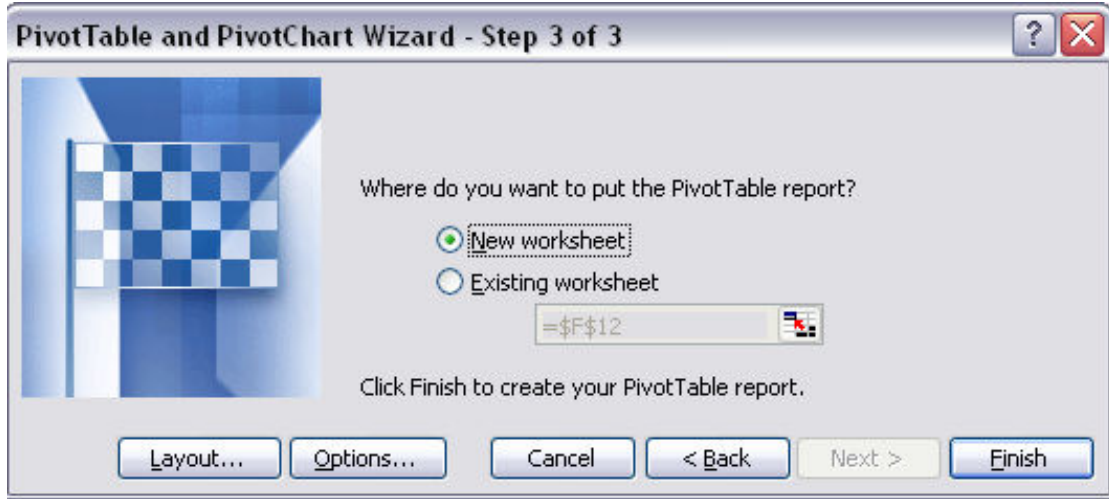 PivotTable and PivotChart Wizard - Step 3 of 3
?
Where do you want to put the PivotTable report?
New worksheet
Existing worksheet
=$F$12
Click Finish to create your PivotTable report.
Layout... Options... Cancel < Back Next > Finish